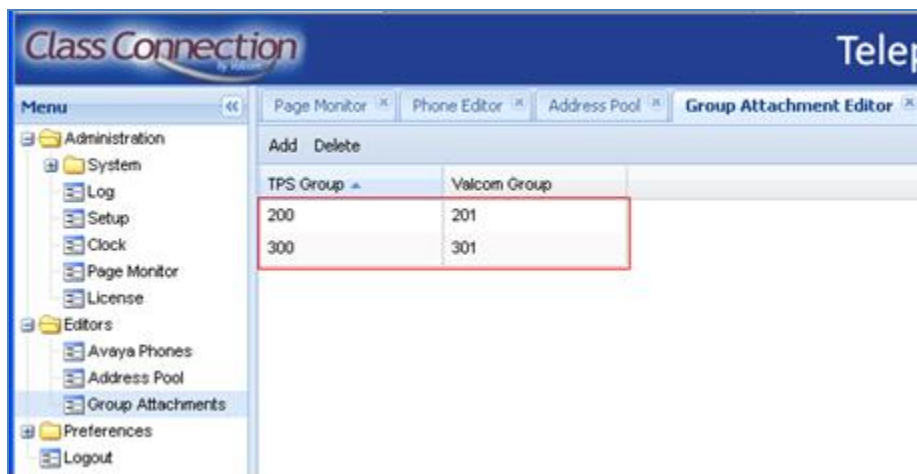 Class Connection
by Valcom
Telep
Menu
Page Monitor
Phone Editor
Address Pool
Group Attachment Editor
Administration
System
Log
Setup
Clock
Page Monitor
License
Editors
Avaya Phones
Address Pool
Group Attachments
Preferences
Logout
Add Delete
TPS Group Valcom Group
200 201
300 301